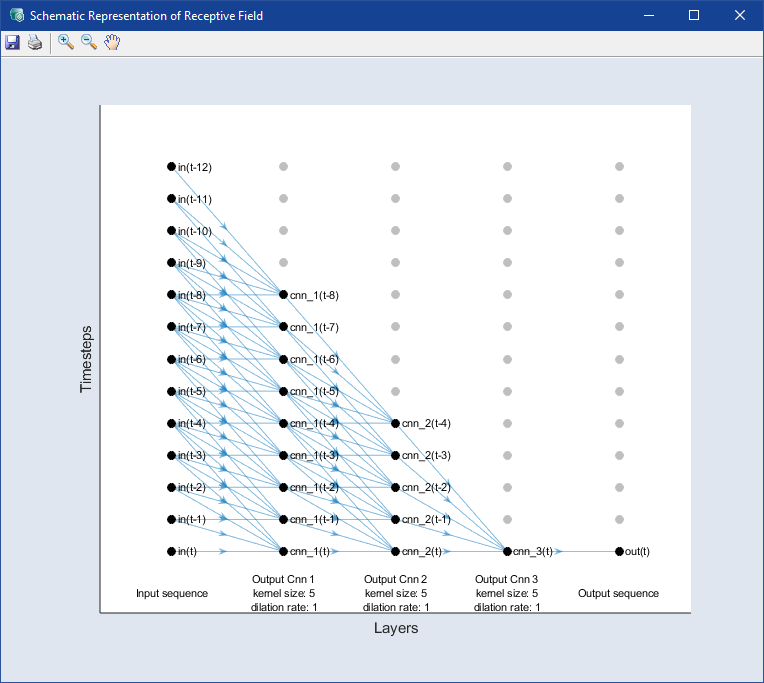 Schematic Representation of Receptive Field
in(t-12)
in(t-11)
in(t-10)
in(t-9)
in(t-8) cnn_1(t-8)
in(t-7) cnn_1(t-7)
in(t-6) cnn_1(t-6)
in(t-5) cnn_1(t-5)
in(t-4) cnn_1(t-4) cnn_2(t-4)
in(t-3) cnn_1(t-3) cnn_2(t-3)
in(t-2) cnn_1(t-2) cnn_2(t-2)
in(t-1) cnn_1(t-1) cnn_2(t-1)
in(t) cnn_1(t) cnn_2(t) cnn_3(t) out(t)
Timesteps
Input sequence
Output Cnn 1
kernel size: 5
dilation rate: 1
Output Cnn 2
kernel size: 5
dilation rate: 1
Output Cnn 3
kernel size: 5
dilation rate: 1
Output sequence
Layers